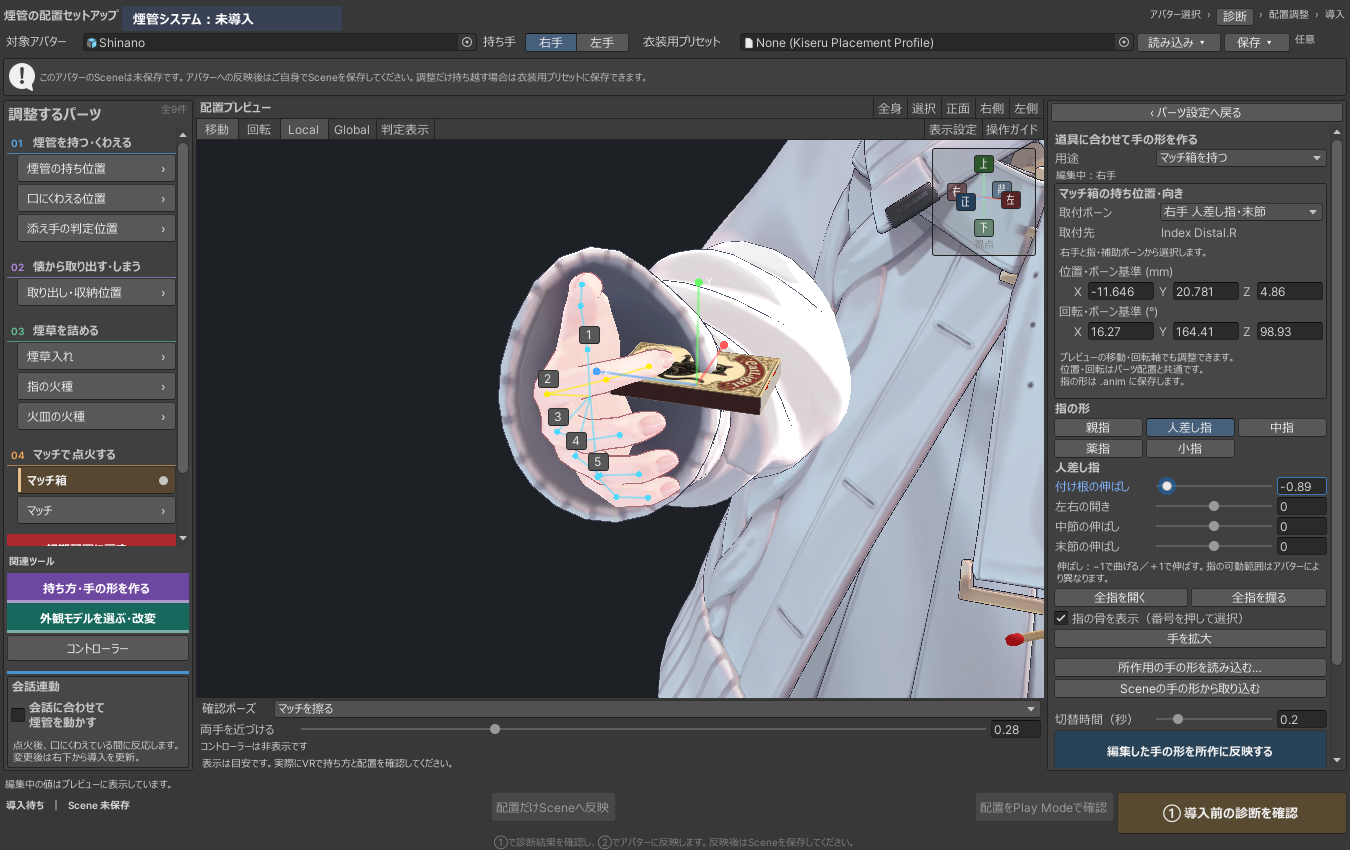 煙管の配置セットアップ
煙管システム：未導入
アバター選択 › 診断 › 配置調整 › 導入
対象アバター Shinano 持ち手 右手 左手 衣装用プリセット None (Kiseru Placement Profile) 読み込み 保存 任意
このアバターのSceneは未保存です。アバターへの反映後はご自身でSceneを保存してください。調整だけ持ち越す場合は衣装用プリセットに保存できます。
調整するパーツ 全9件
01 煙管を持つ・くわえる
煙管の持ち位置 ›
口にくわえる位置 ›
添え手の判定位置 ›
02 懐から取り出す・しまう
取り出し・収納位置 ›
03 煙草を詰める
煙草入れ ›
指の火種 ›
火皿の火種 ›
04 マッチで点火する
マッチ箱
マッチ ›
関連ツール
持ち方・手の形を作る
外観モデルを選ぶ・改変
コントローラー
会話連動
会話に合わせて
煙管を動かす
点火後、口にくわえている間に反応します。
変更後は右下から導入を更新。
配置プレビュー 全身 選択 正面 右側 左側
移動 回転 Local Global 判定表示 表示設定 操作ガイド
上
右
背
正
左
下
視点
Y
1
2
3
4
5
確認ポーズ マッチを擦る
両手を近づける 0.28
コントローラーは非表示です
表示は目安です。実際にVRで持ち方と配置を確認してください。
‹ パーツ設定へ戻る
道具に合わせて手の形を作る
用途 マッチ箱を持つ
編集中：右手
マッチ箱の持ち位置・向き
取付ボーン 右手 人差し指・末節
取付先 Index Distal.R
右手と指・補助ボーンから選択します。
位置・ボーン基準 (mm)
X -11.646 Y 20.781 Z 4.86
回転・ボーン基準 (°)
X 16.27 Y 164.41 Z 98.93
プレビューの移動・回転軸でも調整できます。
位置・回転はパーツ配置と共通です。
指の形は .anim に保存します。
指の形
親指 人差し指 中指
薬指 小指
人差し指
付け根の伸ばし -0.89
左右の開き 0
中節の伸ばし 0
末節の伸ばし 0
伸ばし：−1で曲げる／＋1で伸ばす。指の可動範囲はアバターによ
り異なります。
全指を開く 全指を握る
指の骨を表示（番号を押して選択）
手を拡大
所作用の手の形を読み込む...
Sceneの手の形から取り込む
切替時間（秒） 0.2
編集した手の形を所作に反映する
編集中の値はプレビューに表示しています。
導入待ち | Scene 未保存
配置だけSceneへ反映
配置をPlay Modeで確認
① 導入前の診断を確認
①で診断結果を確認し、②でアバターに反映します。反映後はSceneを保存してください。